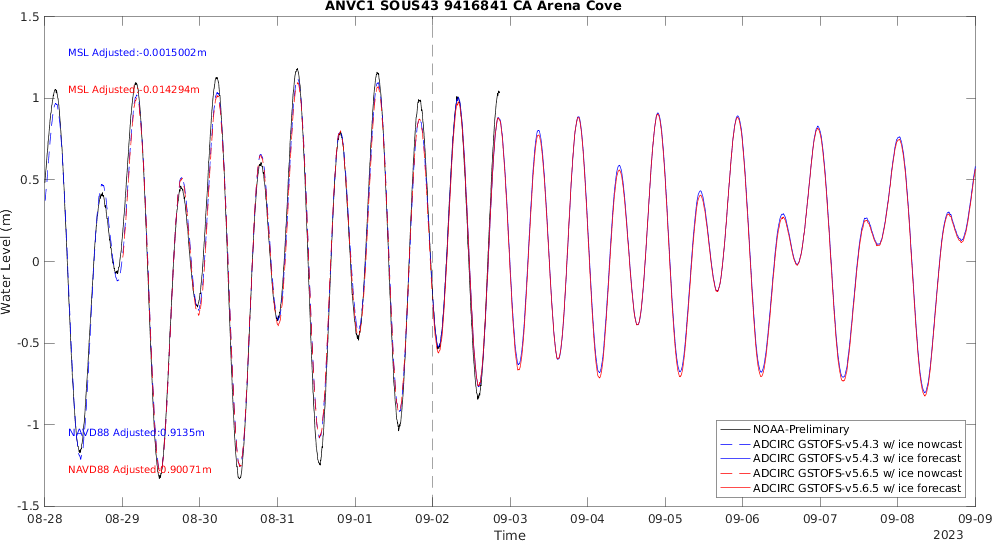 ANVC1 SOUS43 9416841 CA Arena Cove
1.5
1
0.5
0
-0.5
-1
-1.5
Water Level (m)
MSL Adjusted:-0.0015002m
MSL Adjusted:-0.014294m
NAVD88 Adjusted:0.9135m
NAVD88 Adjusted:0.90071m
NOAA-Preliminary
ADCIRC GSTOFS-v5.4.3 w/ ice nowcast
ADCIRC GSTOFS-v5.4.3 w/ ice forecast
ADCIRC GSTOFS-v5.6.5 w/ ice nowcast
ADCIRC GSTOFS-v5.6.5 w/ ice forecast
08-28 08-29 08-30 08-31 09-01 09-02 09-03 09-04 09-05 09-06 09-07 09-08 09-09
Time
2023